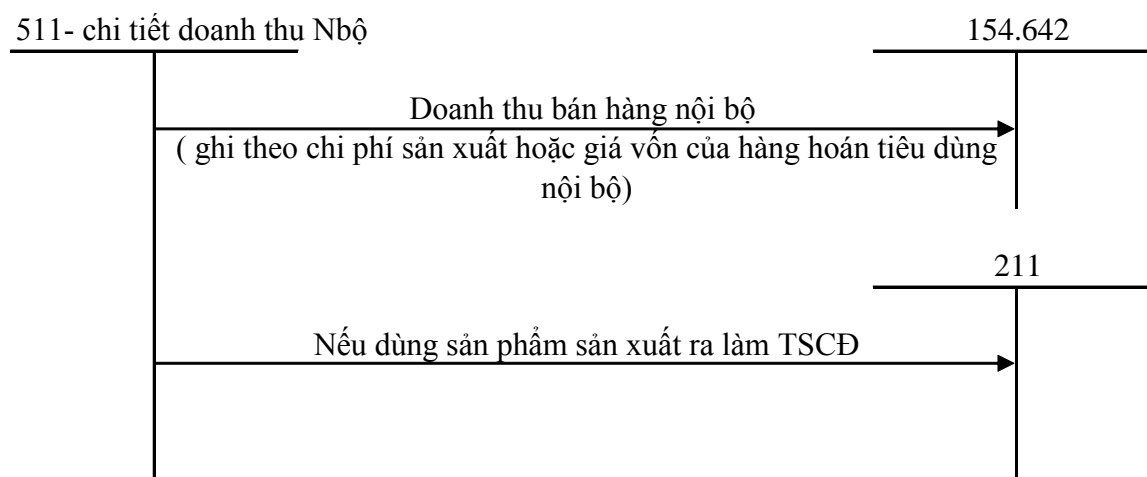 511- chi tiết doanh thu Nbộ
154.642
Doanh thu bán hàng nội bộ
( ghi theo chi phí sản xuất hoặc giá vốn của hàng hoán tiêu dùng
nội bộ)
211
Nếu dùng sản phẩm sản xuất ra làm TSCĐ